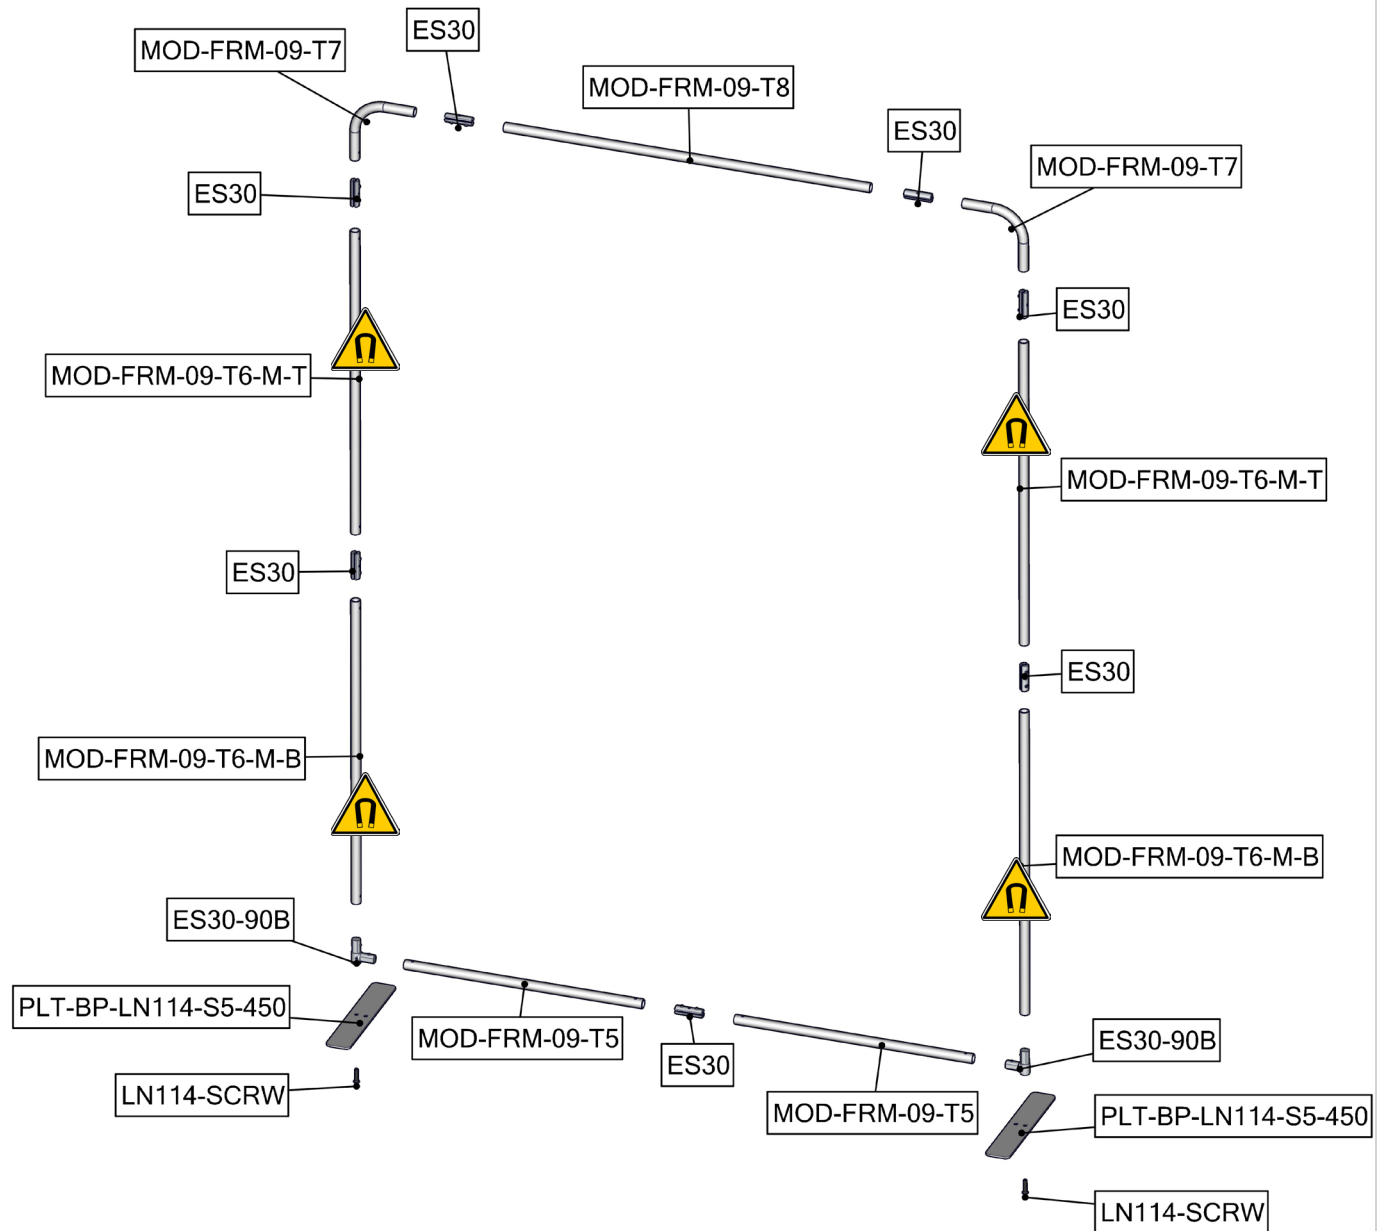 ES30
MOD-FRM-09-T7
MOD-FRM-09-T8
ES30
MOD-FRM-09-T7
ES30
ES30
MOD-FRM-09-T6-M-T
MOD-FRM-09-T6-M-T
ES30
ES30
MOD-FRM-09-T6-M-B
MOD-FRM-09-T6-M-B
ES30-90B
PLT-BP-LN114-S5-450
MOD-FRM-09-T5
ES30-90B
ES30
LN114-SCRW
MOD-FRM-09-T5
PLT-BP-LN114-S5-450
LN114-SCRW